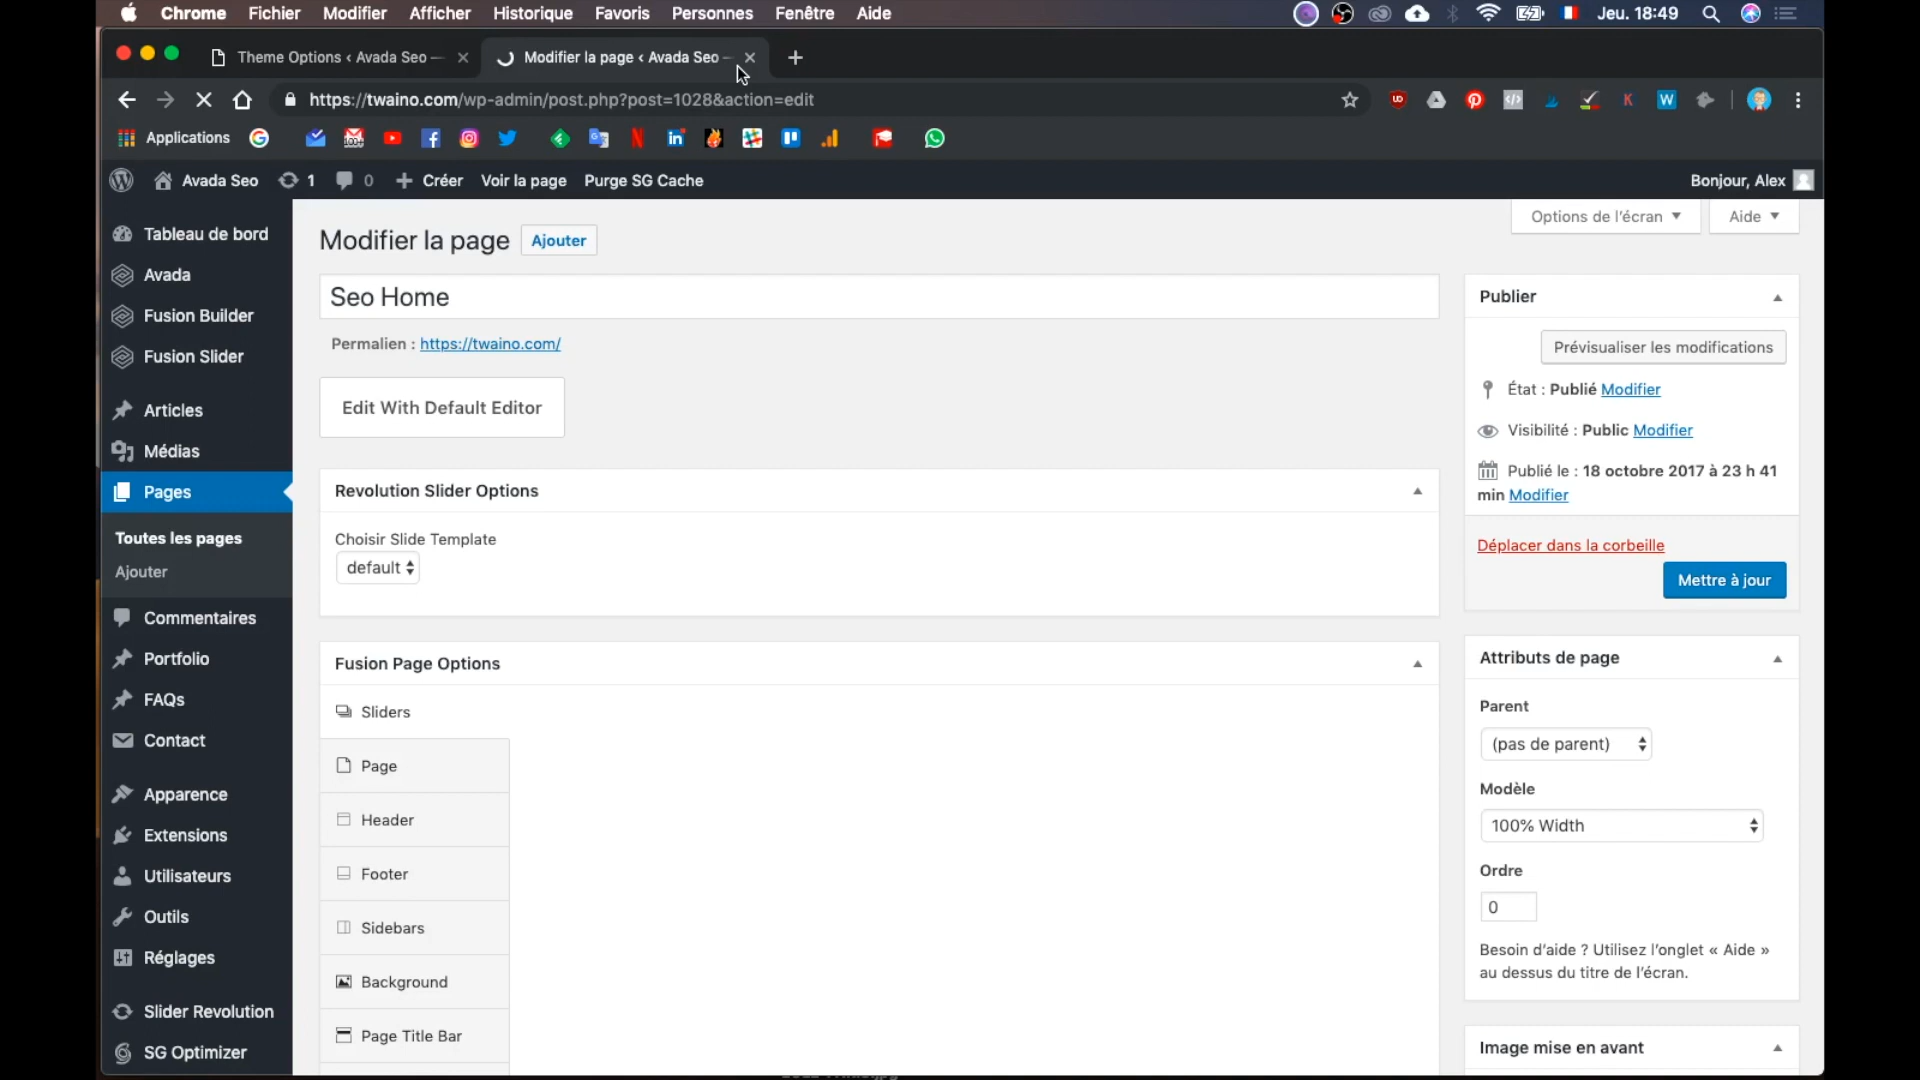 Chrome Fichier Modifier Afficher Historique Favoris Personnes Fenêtre Aide Jeu. 18:49
Theme Options ‹ Avada Seo — Modifier la page ‹ Avada Seo –
https://twaino.com/wp-admin/post.php?post=1028&action=edit
Applications
Avada Seo 1 0 Créer Voir la page Purge SG Cache Bonjour, Alex
Options de l'écran Aide
Tableau de bord
Avada
Fusion Builder
Fusion Slider
Articles
Médias
Pages
Toutes les pages
Ajouter
Commentaires
Portfolio
FAQs
Contact
Apparence
Extensions
Utilisateurs
Outils
Réglages
Slider Revolution
SG Optimizer
Modifier la page Ajouter
Seo Home
Permalien : https://twaino.com/
Edit With Default Editor
Revolution Slider Options
Choisir Slide Template
default
Fusion Page Options
Sliders
Page
Header
Footer
Sidebars
Background
Page Title Bar
Publier
Prévisualiser les modifications
État : Publié Modifier
Visibilité : Public Modifier
Publié le : 18 octobre 2017 à 23 h 41
min Modifier
Déplacer dans la corbeille
Mettre à jour
Attributs de page
Parent
(pas de parent)
Modèle
100% Width
Ordre
0
Besoin d'aide ? Utilisez l'onglet « Aide »
au dessus du titre de l'écran.
Image mise en avant